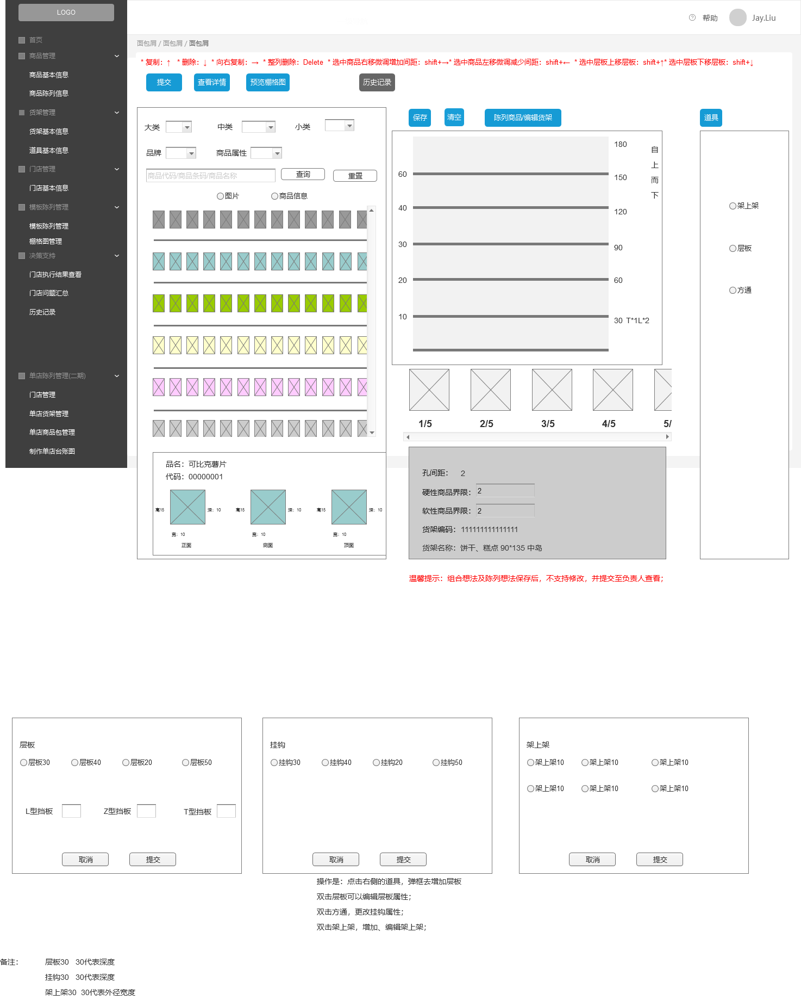 LOGO
帮助
Jay.Liu
首页
商品管理
商品基本信息
商品陈列信息
货架管理
货架基本信息
道具基本信息
门店管理
门店基本信息
模板陈列管理
模板陈列管理
棚格图管理
决策支持
门店执行结果查看
门店问题汇总
历史记录
单店陈列管理(二期)
门店管理
单店货架管理
单店商品包管理
制作单店台账图
面包屑 / 面包屑 / 面包屑
* 复制：↑ * 删除：↓ * 向右复制：→ * 整列删除：Delete * 选中商品右移微调增加间距：shift+→* 选中商品左移微调减少间距：shift+← * 选中层板上移层板：shift+↑* 选中层板下移层板：shift+↓
提交 查看详情 预览棚格图 历史记录
大类 中类 小类
品牌 商品属性
商品代码/商品条码/商品名称 查询 重置
图片 商品信息
品名：可比克薯片
代码：00000001
高15 深：10 高15 深：10 高15 深：10
宽：10 宽：10 宽：10
正面 测面 顶面
保存 清空 陈列商品/编辑货架
180
60 150
40 120
30 90
20 60
10 30 T*1L*2
自
上
而
下
1/5 2/5 3/5 4/5 5/
孔间距： 2
硬性商品界限：2
软性商品界限：2
货架编码：111111111111111
货架名称：饼干、糕点 90*135 中岛
温馨提示：组合想法及陈列想法保存后，不支持修改，并提交至负责人查看；
道具
架上架
层板
方通
层板
层板30 层板40 层板20 层板50
L型挡板 Z型挡板 T型挡板
取消 提交
挂钩
挂钩30 挂钩40 挂钩20 挂钩50
取消 提交
架上架
架上架10 架上架10 架上架10
架上架10 架上架10 架上架10
取消 提交
操作是：点击右侧的道具，弹框去增加层板
双击层板可以编辑层板属性；
双击方通，更改挂钩属性；
双击架上架，增加、编辑架上架；
备注： 层板30 30代表深度
挂钩30 30代表深度
架上架30 30代表外径宽度